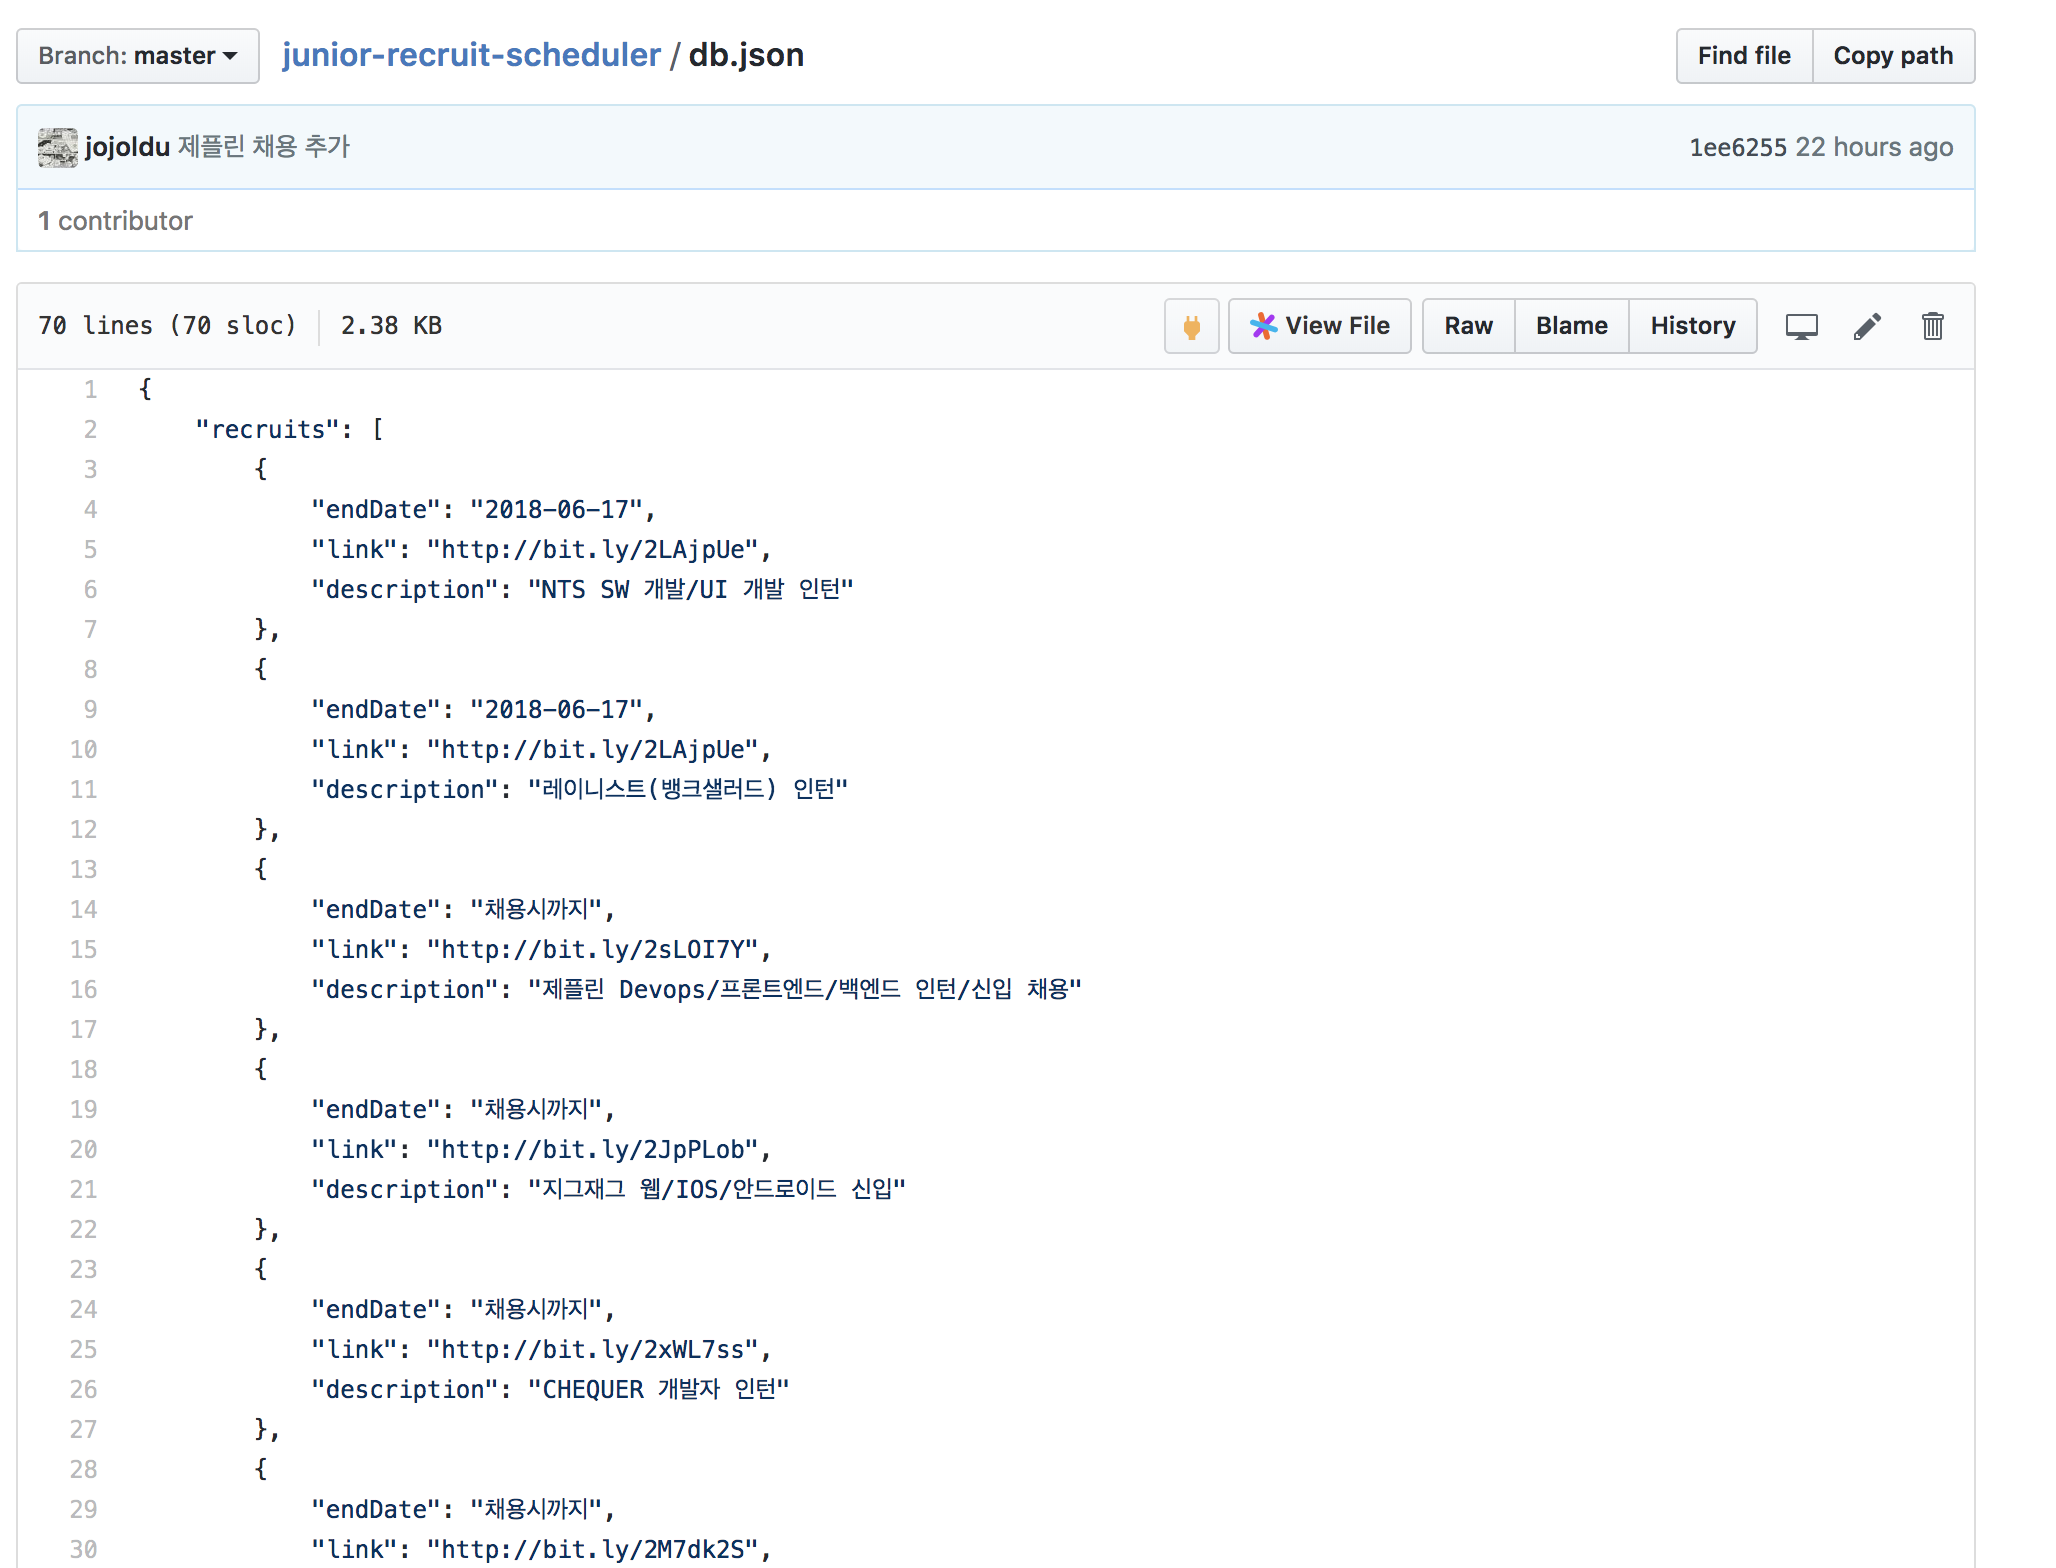 Branch: master
junior-recruit-scheduler / db.json
Find file
Copy path
jojoldu 제플린 채용 추가
1ee6255 22 hours ago
1 contributor
70 lines (70 sloc) 2.38 KB
View File
Raw
Blame
History
1 {
2 "recruits": [
3 {
4 "endDate": "2018-06-17",
5 "link": "http://bit.ly/2LAjpUe",
6 "description": "NTS SW 개발/UI 개발 인턴"
7 },
8 {
9 "endDate": "2018-06-17",
10 "link": "http://bit.ly/2LAjpUe",
11 "description": "레이니스트(뱅크샐러드) 인턴"
12 },
13 {
14 "endDate": "채용시까지",
15 "link": "http://bit.ly/2sLOI7Y",
16 "description": "제플린 Devops/프론트엔드/백엔드 인턴/신입 채용"
17 },
18 {
19 "endDate": "채용시까지",
20 "link": "http://bit.ly/2JpPLob",
21 "description": "지그재그 웹/IOS/안드로이드 신입"
22 },
23 {
24 "endDate": "채용시까지",
25 "link": "http://bit.ly/2xWL7ss",
26 "description": "CHEQUER 개발자 인턴"
27 },
28 {
29 "endDate": "채용시까지",
30 "link": "http://bit.ly/2M7dk2S",